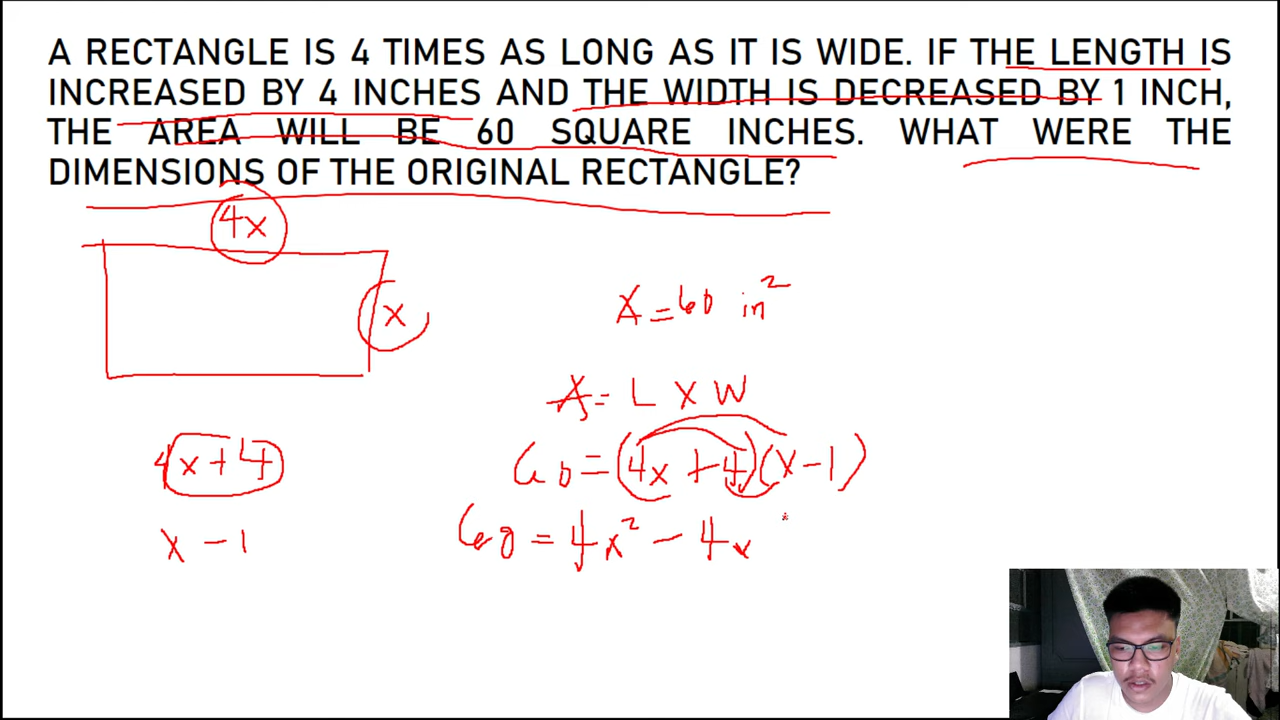 A RECTANGLE IS 4 TIMES AS LONG AS IT IS WIDE. IF THE LENGTH IS
INCREASED BY 4 INCHES AND THE WIDTH IS DECREASED BY 1 INCH,
THE AREA WILL BE 60 SQUARE INCHES. WHAT WERE THE
DIMENSIONS OF THE ORIGINAL RECTANGLE?
4x
x
A = 60 in²
A = L X W
4x + 4
60 = (4x + 4)(x - 1)
x - 1
60 = 4x² - 4x